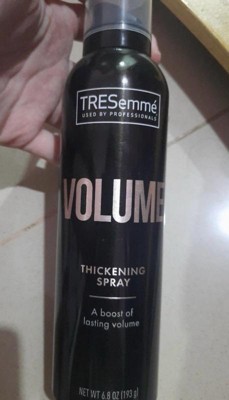 TRESemmé
USED BY PROFESSIONALS
VOLUME
THICKENING
SPRAY
A boost of
lasting volume
NET WT 6.8 OZ (193 g)